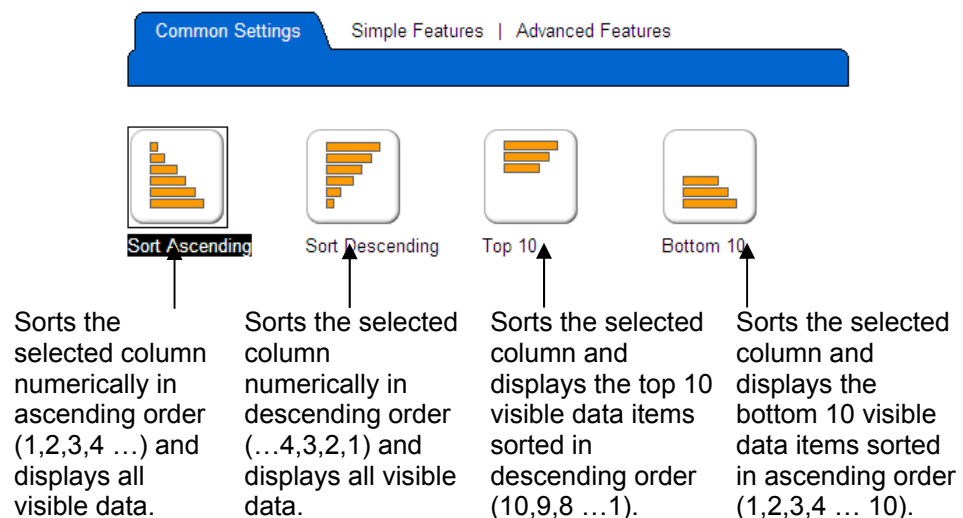 Common Settings Simple Features | Advanced Features
Sort Ascending Sort Descending Top 10 Bottom 10
Sorts the
selected column
numerically in
ascending order
(1,2,3,4 …) and
displays all
visible data.
Sorts the selected
column
numerically in
descending order
(…4,3,2,1) and
displays all visible
data.
Sorts the selected
column and
displays the top 10
visible data items
sorted in
descending order
(10,9,8 …1).
Sorts the selected
column and
displays the
bottom 10 visible
data items sorted
in ascending order
(1,2,3,4 … 10).